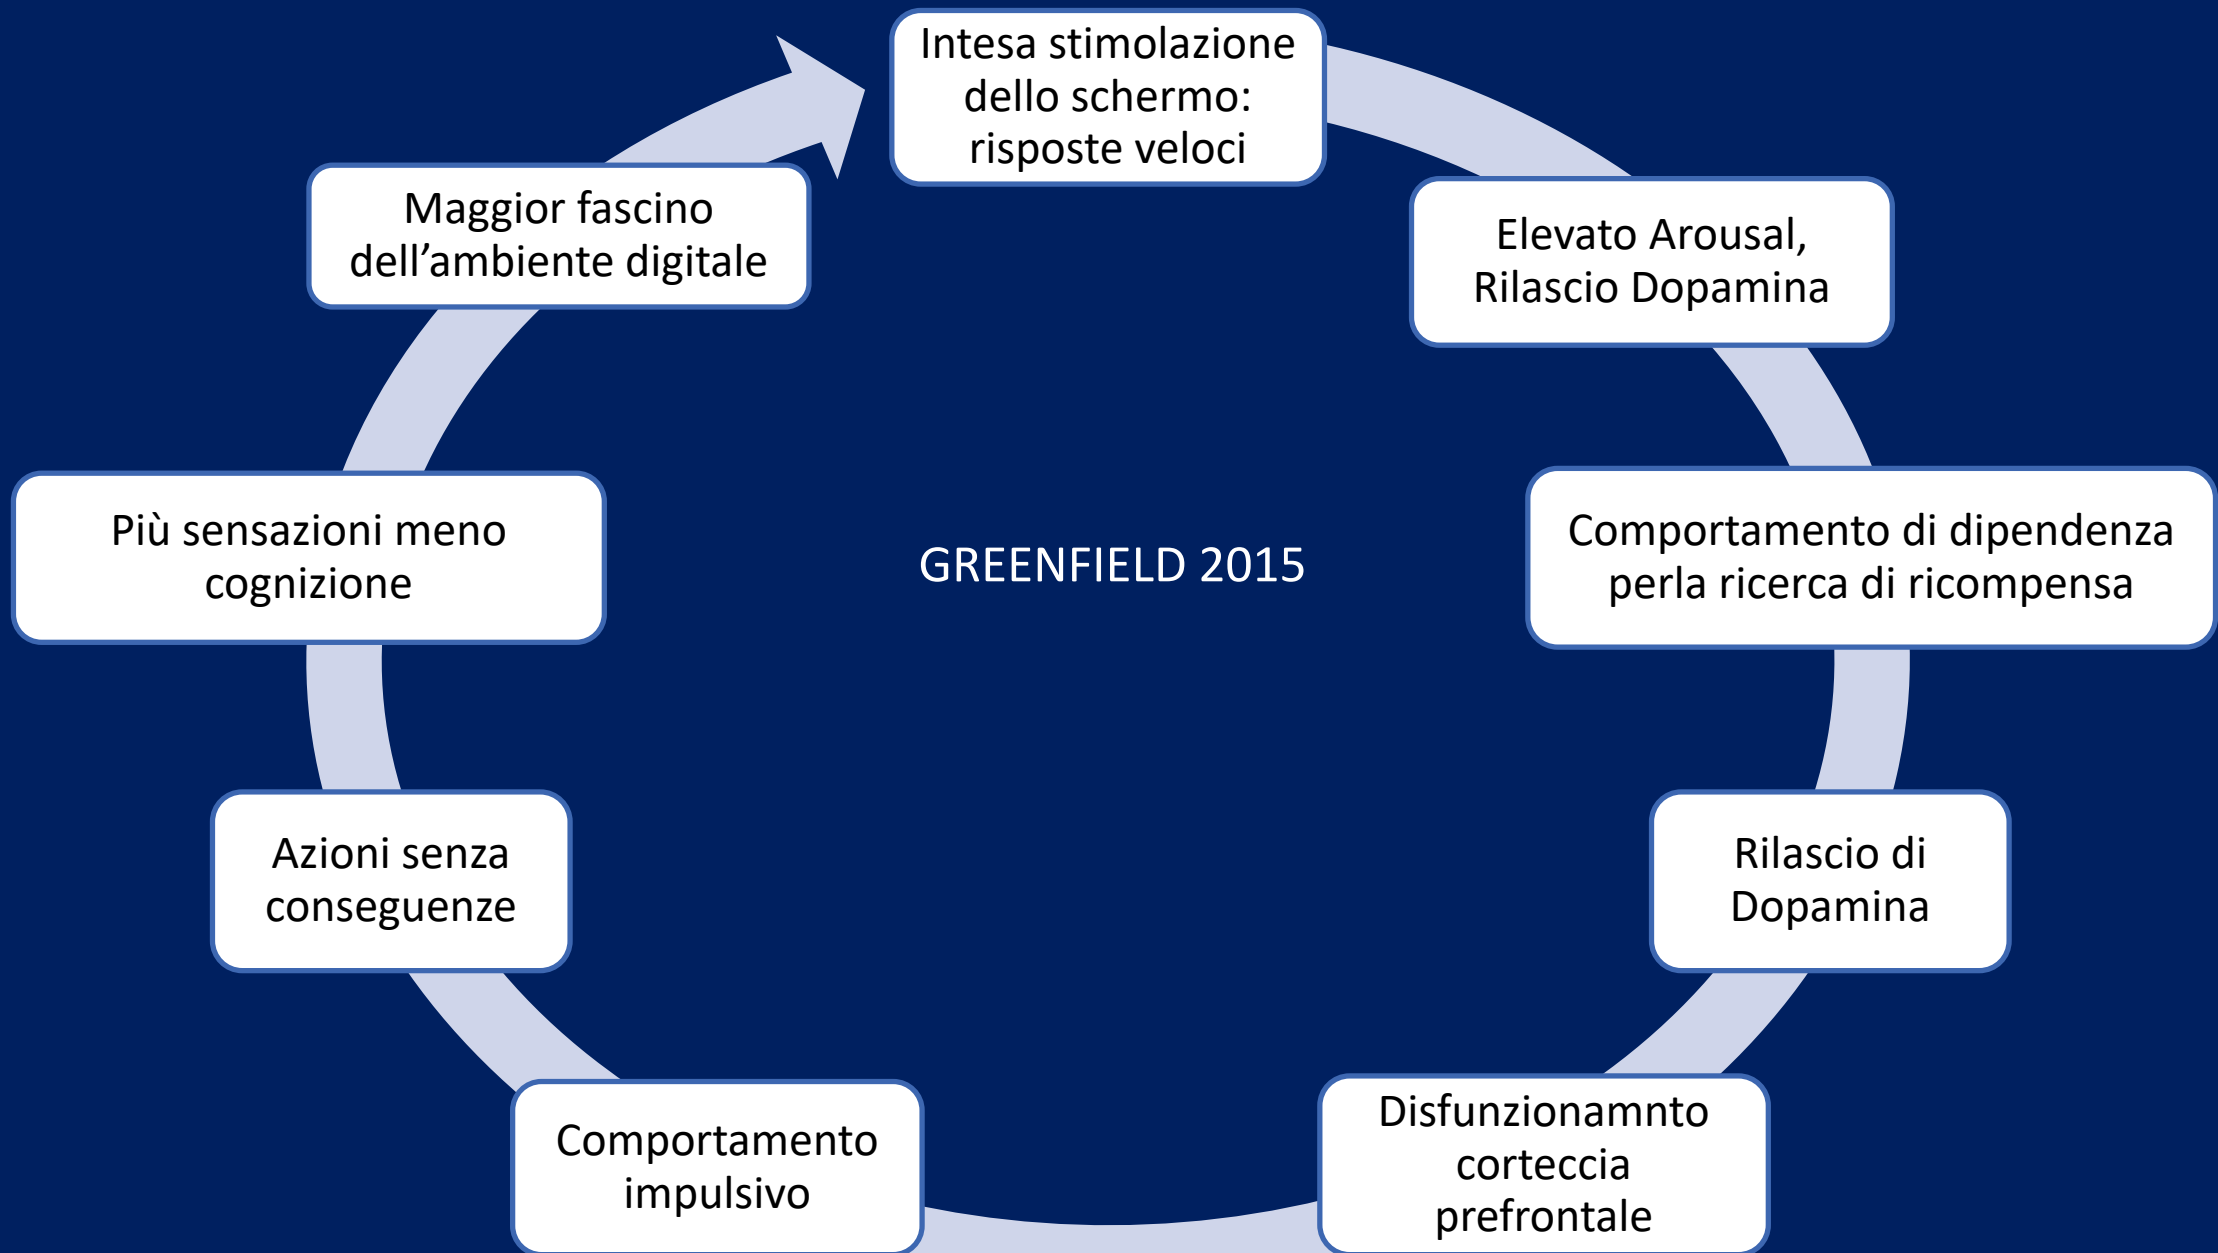 Intesa stimolazione
dello schermo:
risposte veloci
Elevato Arousal,
Rilascio Dopamina
Comportamento di dipendenza
perla ricerca di ricompensa
Rilascio di
Dopamina
Disfunzionamnto
corteccia
prefrontale
Comportamento
impulsivo
Azioni senza
conseguenze
Più sensazioni meno
cognizione
Maggior fascino
dell’ambiente digitale
GREENFIELD 2015